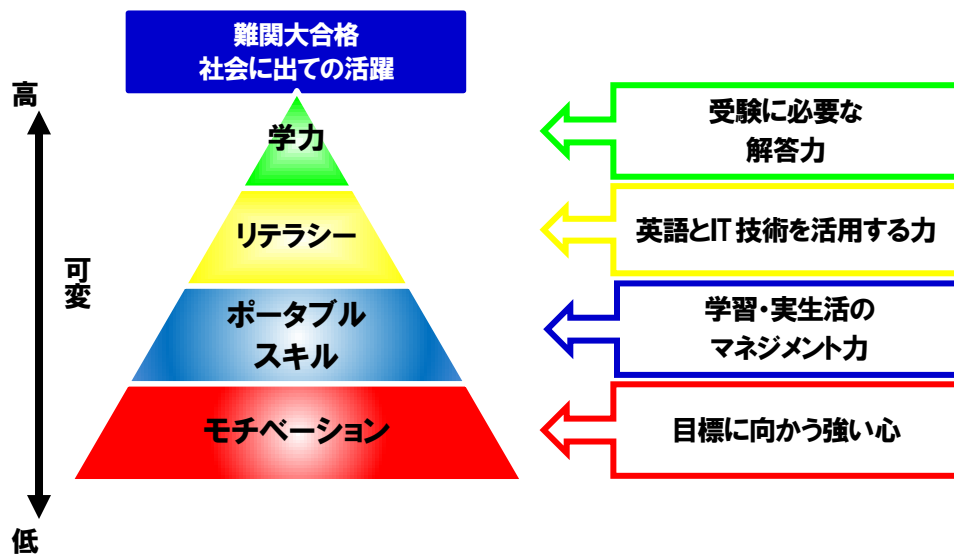 難関大合格
社会に出ての活躍
高
可変
低
学力
リテラシー
ポータブル
スキル
モチベーション
受験に必要な
解答力
英語とIT技術を活用する力
学習・実生活の
マネジメント力
目標に向かう強い心